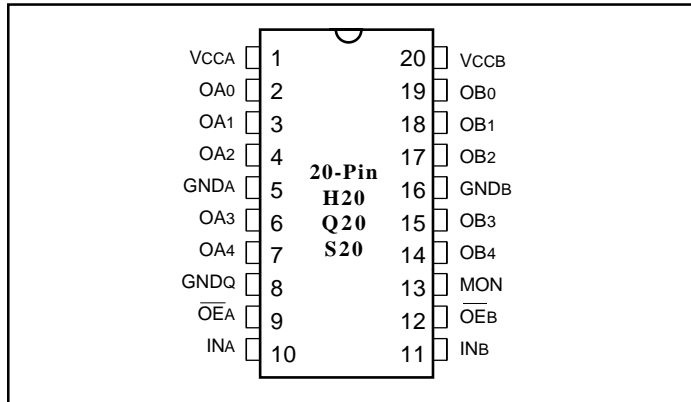 VCCA 1 20 VCCB
OA0 2 19 OB0
OA1 3 18 OB1
OA2 4 17 OB2
GNDA 5 16 GNDB
OA3 6 15 OB3
OA4 7 14 OB4
GNDQ 8 13 MON
OEA 9 12 OEB
INA 10 11 INB
20-Pin
H20
Q20
S20